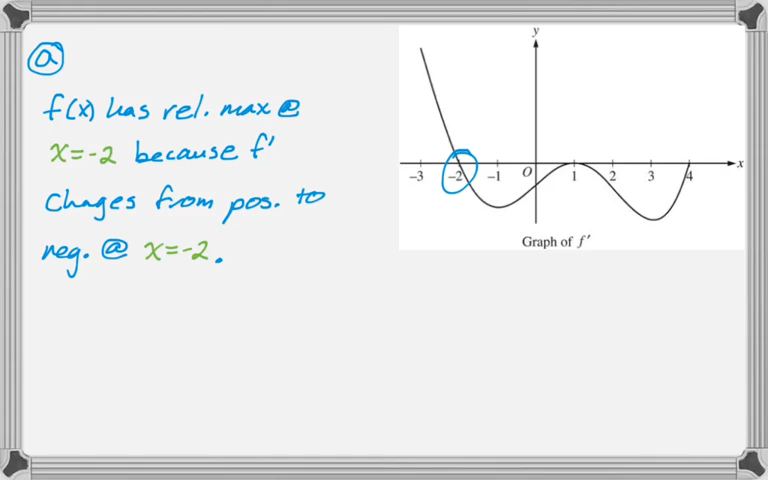 a
f(x) has rel. max @
x=-2 because f'
Chages from pos. to
neg. @ x=-2.
y
-3 -2 -1 O 1 2 3 4 x
Graph of f'